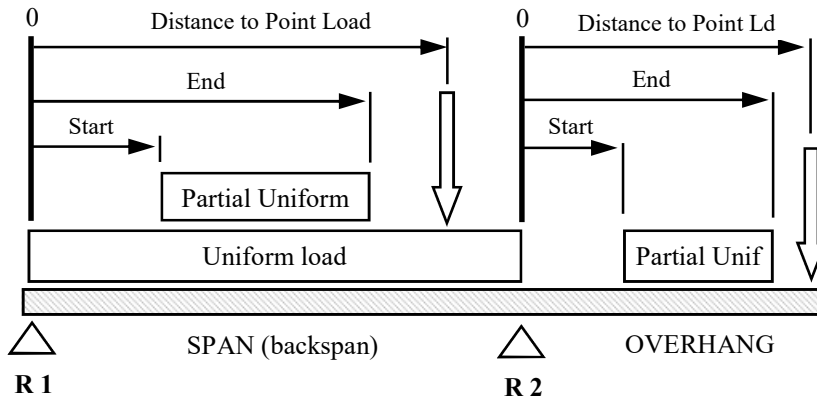 0
Distance to Point Load
0
Distance to Point Ld
End
End
Start
Start
Partial Uniform
Uniform load
Partial Unif
SPAN (backspan)
OVERHANG
R 1
R 2